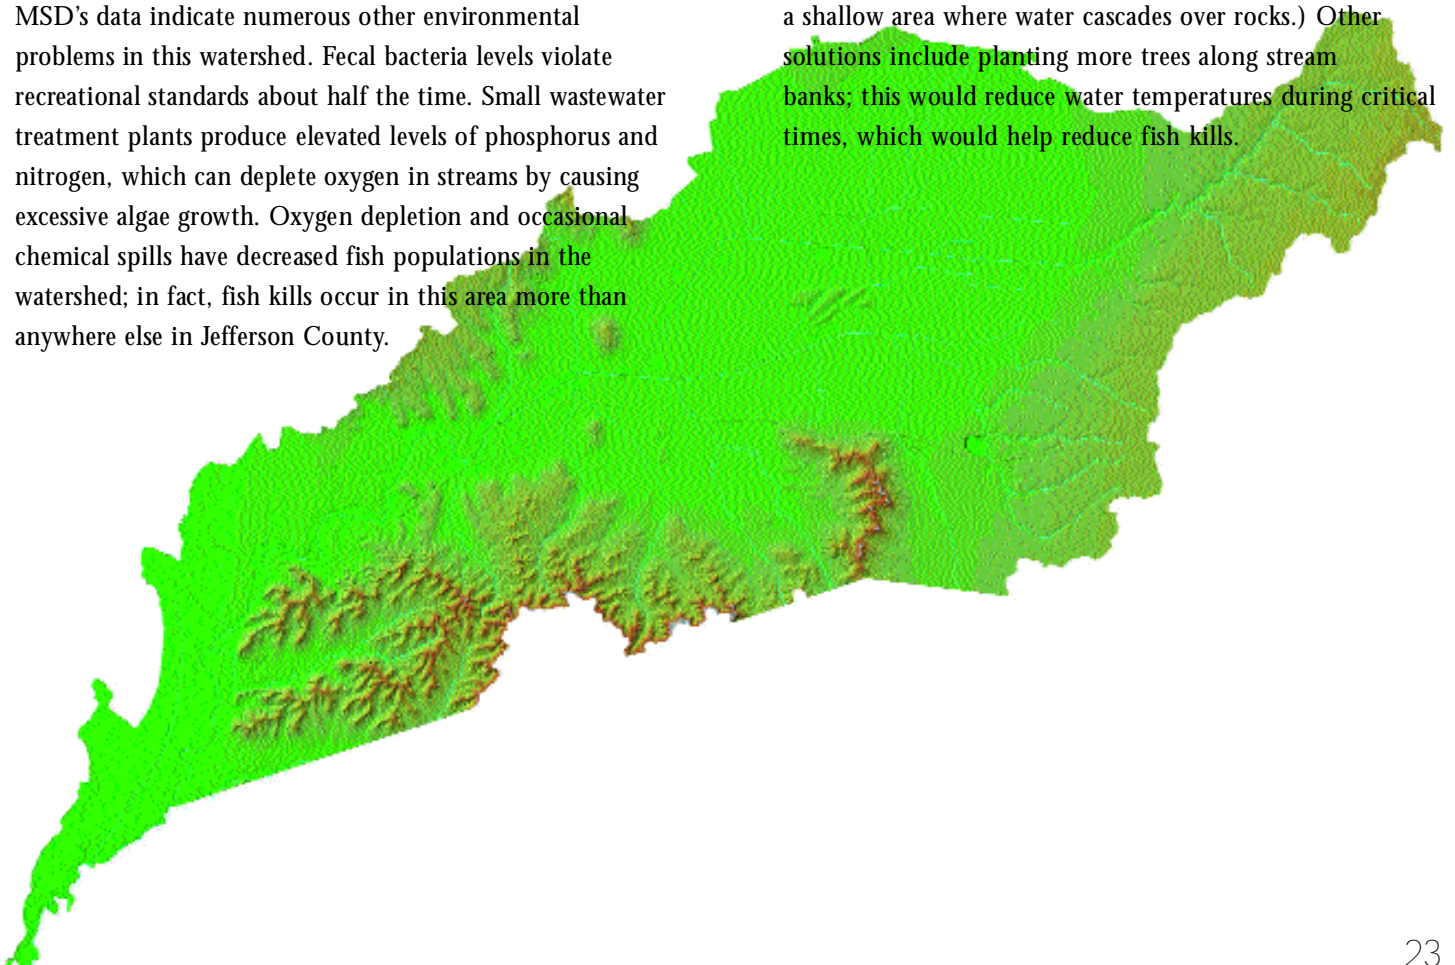 MSD’s data indicate numerous other environmental
problems in this watershed. Fecal bacteria levels violate
recreational standards about half the time. Small wastewater
treatment plants produce elevated levels of phosphorus and
nitrogen, which can deplete oxygen in streams by causing
excessive algae growth. Oxygen depletion and occasional
chemical spills have decreased fish populations in the
watershed; in fact, fish kills occur in this area more than
anywhere else in Jefferson County.
a shallow area where water cascades over rocks.) Other
solutions include planting more trees along stream
banks; this would reduce water temperatures during critical
times, which would help reduce fish kills.
23